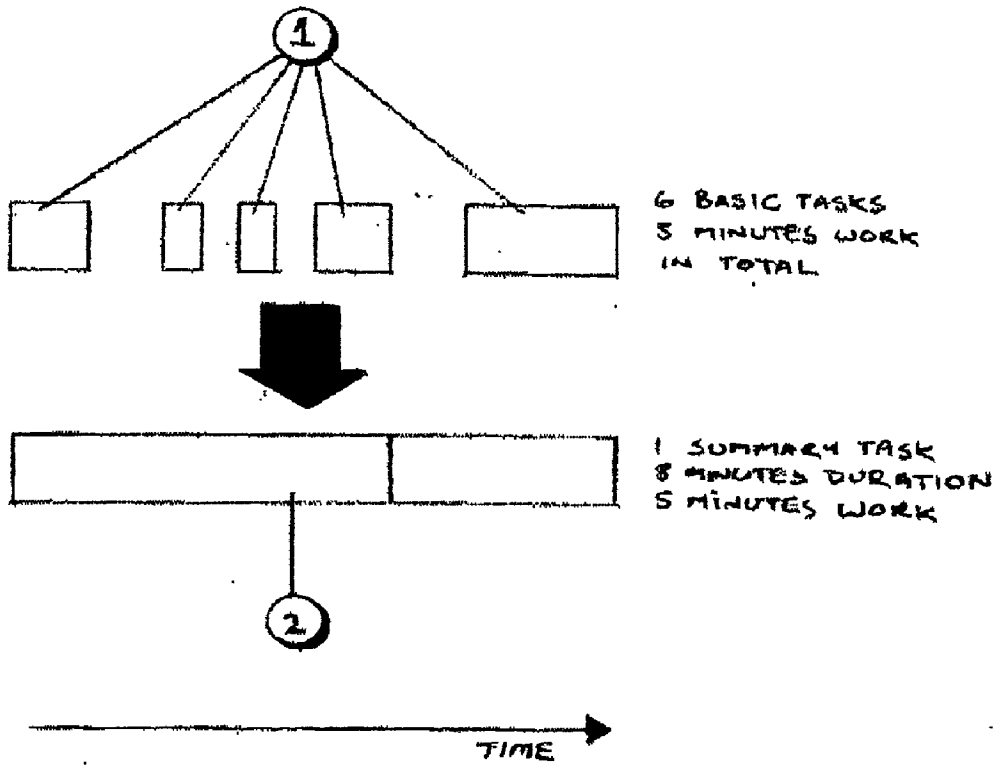 1
6 BASIC TASKS
5 MINUTES WORK
IN TOTAL
1 SUMMARY TASK
8 MINUTES DURATION
5 MINUTES WORK
2
TIME